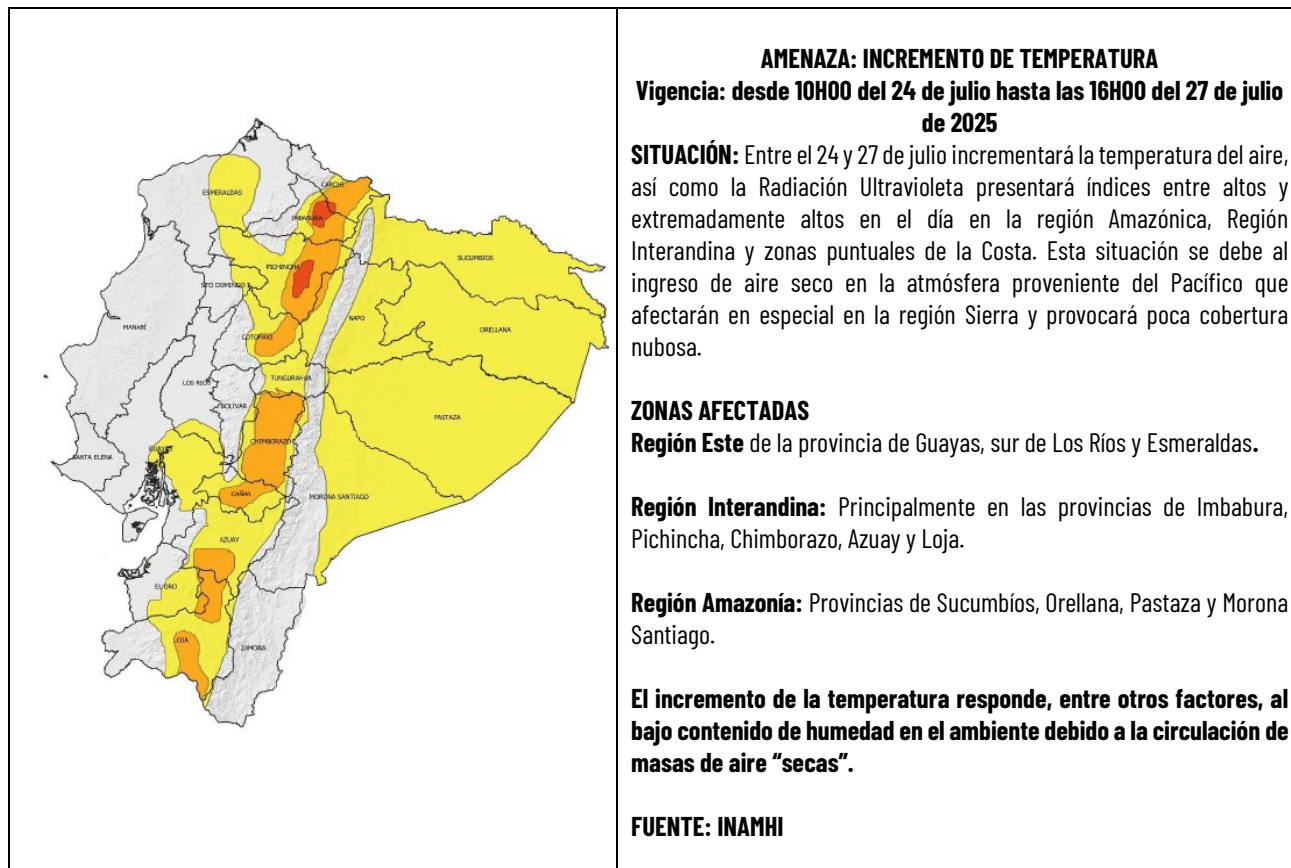 ESMERALDAS
CARCHI
IMBABURA
SUCUMBIOS
PICHINCHA
STO DOMINGO
NAPO
ORELLANA
MANABÍ
COTOPAXI
TUNGURAHUA
LOS RIOS
BOLIVAR
PASTAZA
CHIMBORAZO
GUAYAS
SANTA ELENA
CAÑAR
MORONA SANTIAGO
AZUAY
EL ORO
LOJA
ZAMORA
AMENAZA: INCREMENTO DE TEMPERATURA
Vigencia: desde 10H00 del 24 de julio hasta las 16H00 del 27 de julio
de 2025
SITUACIÓN: Entre el 24 y 27 de julio incrementará la temperatura del aire,
así como la Radiación Ultravioleta presentará índices entre altos y
extremadamente altos en el día en la región Amazónica, Región
Interandina y zonas puntuales de la Costa. Esta situación se debe al
ingreso de aire seco en la atmósfera proveniente del Pacífico que
afectarán en especial en la región Sierra y provocará poca cobertura
nubosa.
ZONAS AFECTADAS
Región Este de la provincia de Guayas, sur de Los Ríos y Esmeraldas.
Región Interandina: Principalmente en las provincias de Imbabura,
Pichincha, Chimborazo, Azuay y Loja.
Región Amazonía: Provincias de Sucumbíos, Orellana, Pastaza y Morona
Santiago.
El incremento de la temperatura responde, entre otros factores, al
bajo contenido de humedad en el ambiente debido a la circulación de
masas de aire “secas”.
FUENTE: INAMHI